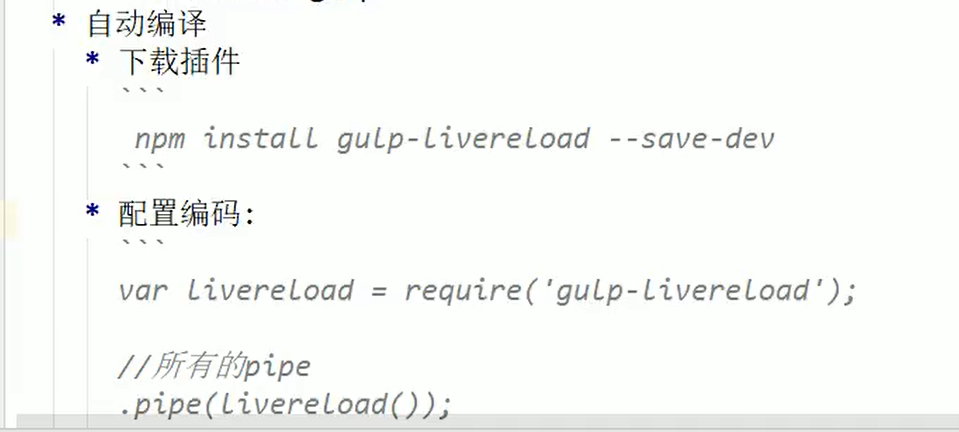 * 自动编译
* 下载插件
```
npm install gulp-livereload --save-dev
```
* 配置编码:
```
var livereload = require('gulp-livereload');
//所有的pipe
.pipe(livereload());